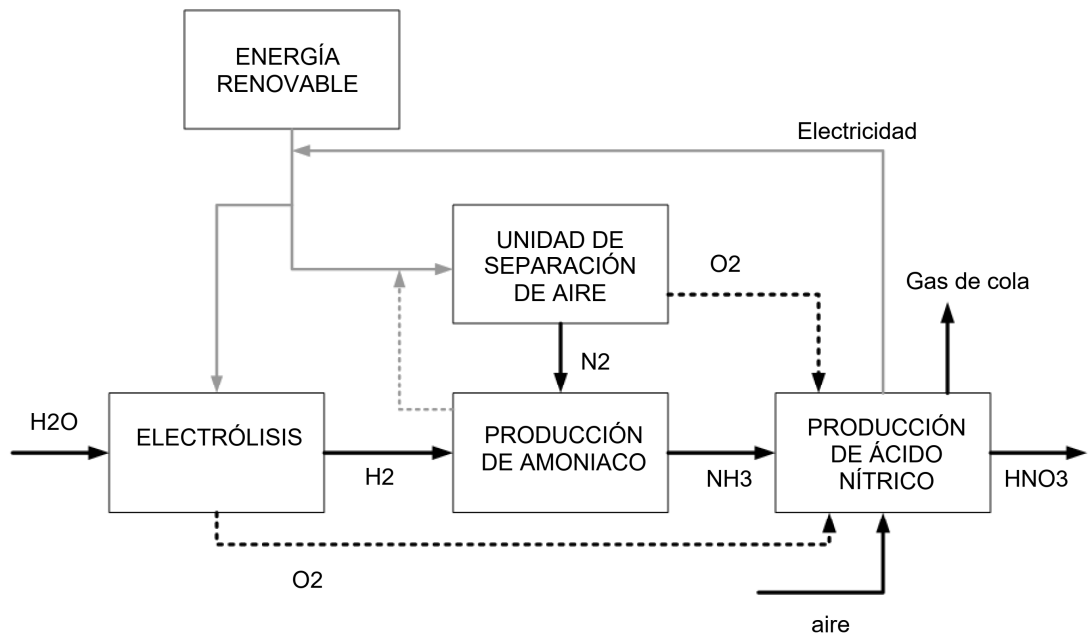 ENERGÍA
RENOVABLE
Electricidad
UNIDAD DE
SEPARACIÓN
DE AIRE
O2
Gas de cola
N2
H2O
ELECTRÓLISIS
H2
PRODUCCIÓN
DE AMONIACO
NH3
PRODUCCIÓN
DE ÁCIDO
NÍTRICO
HNO3
O2
aire